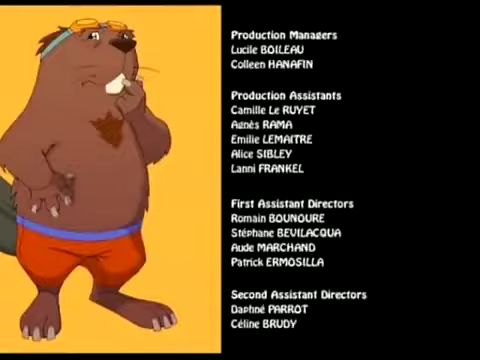 Production Managers
Lucile BOILEAU
Colleen HANAFIN
Production Assistants
Camille Le RUYET
Agnès RAMA
Emilie LEMAITRE
Alice SIBLEY
Lanni FRANKEL
First Assistant Directors
Romain BOUNOURE
Stéphane BEVILACQUA
Aude MARCHAND
Patrick ERMOSILLA
Second Assistant Directors
Daphné PARROT
Céline BRUDY